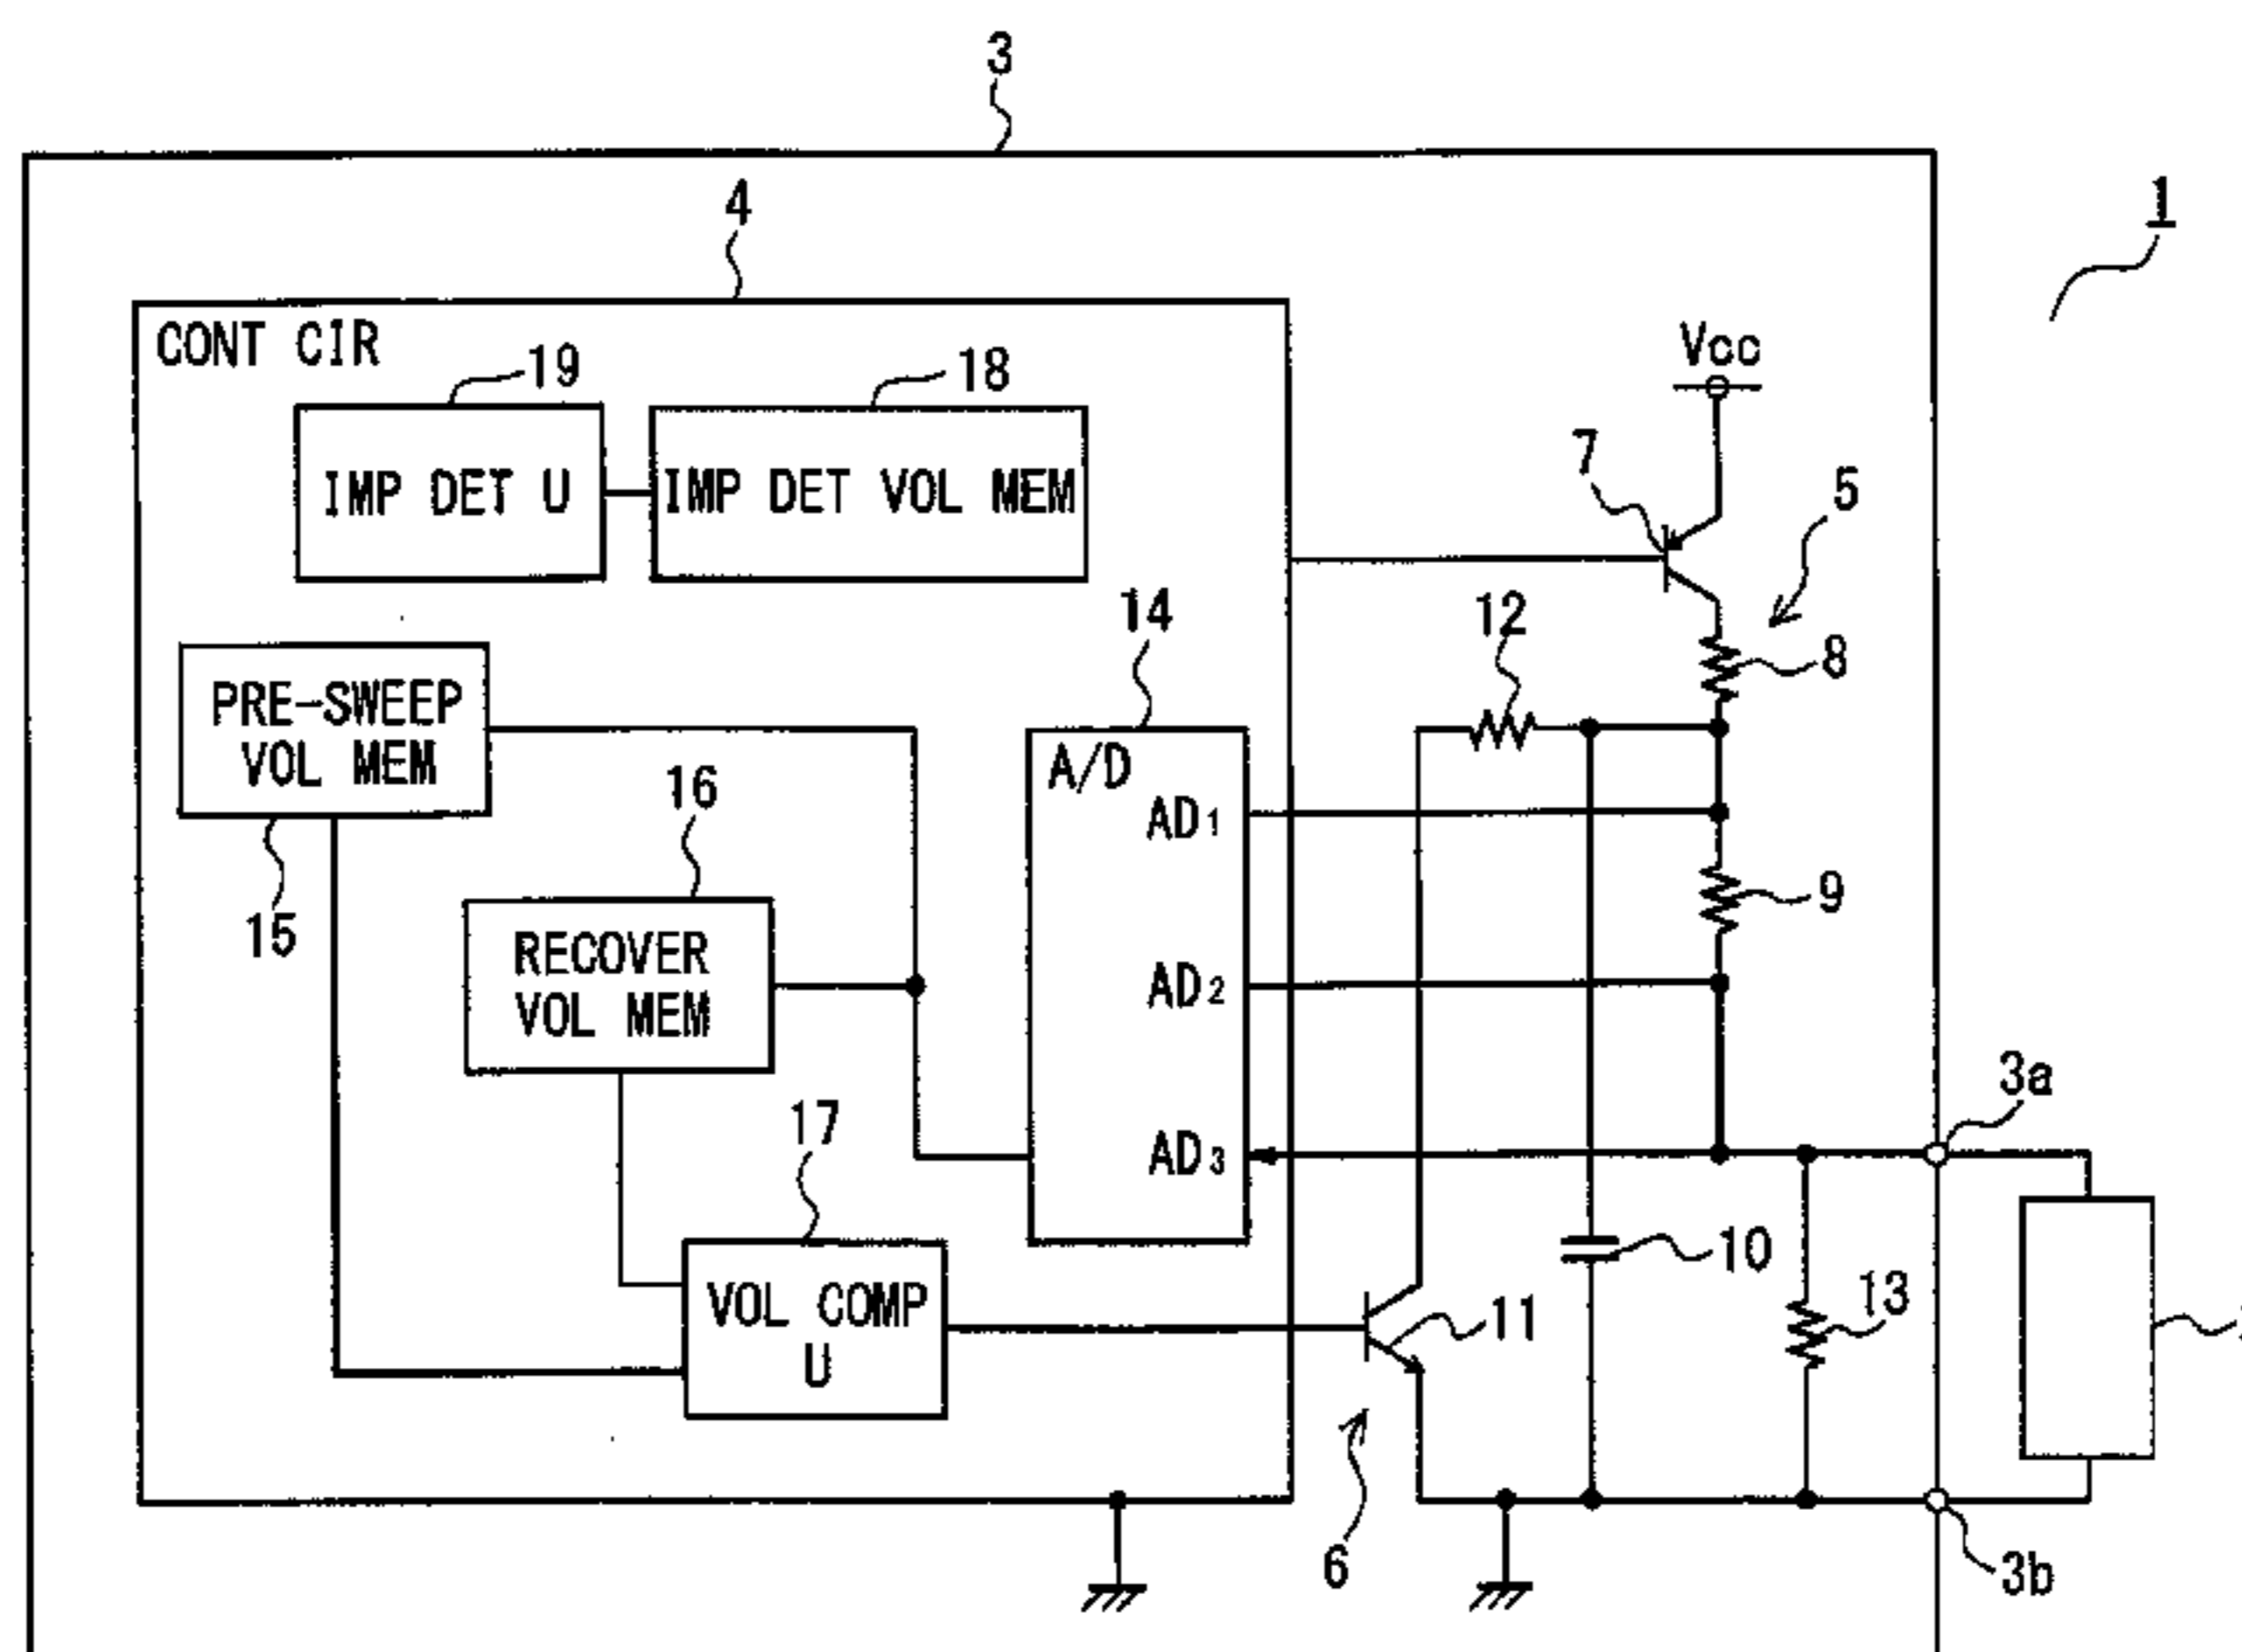 3
4
1
CONT CIR
Vcc
19
18
7
5
IMP DET U
IMP DET VOL MEM
12
14
8
PRE-SWEEP
VOL MEM
A/D
16
AD1
9
15
RECOVER
VOL MEM
AD2
3a
17
AD3
10
13
VOL COMP
U
11
6
3b